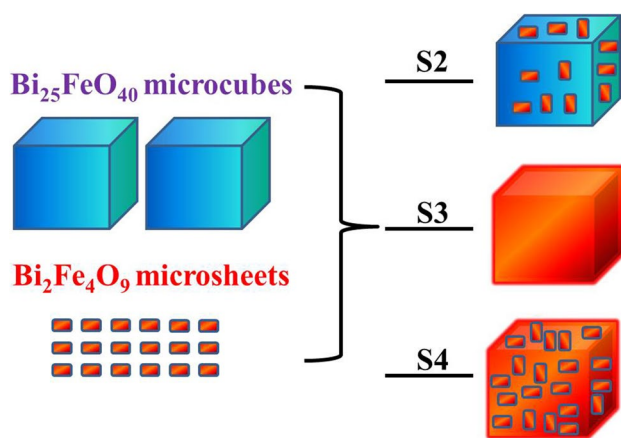 Bi₂₅FeO₄₀ microcubes
Bi₂Fe₄O₉ microsheets
S2
S3
S4